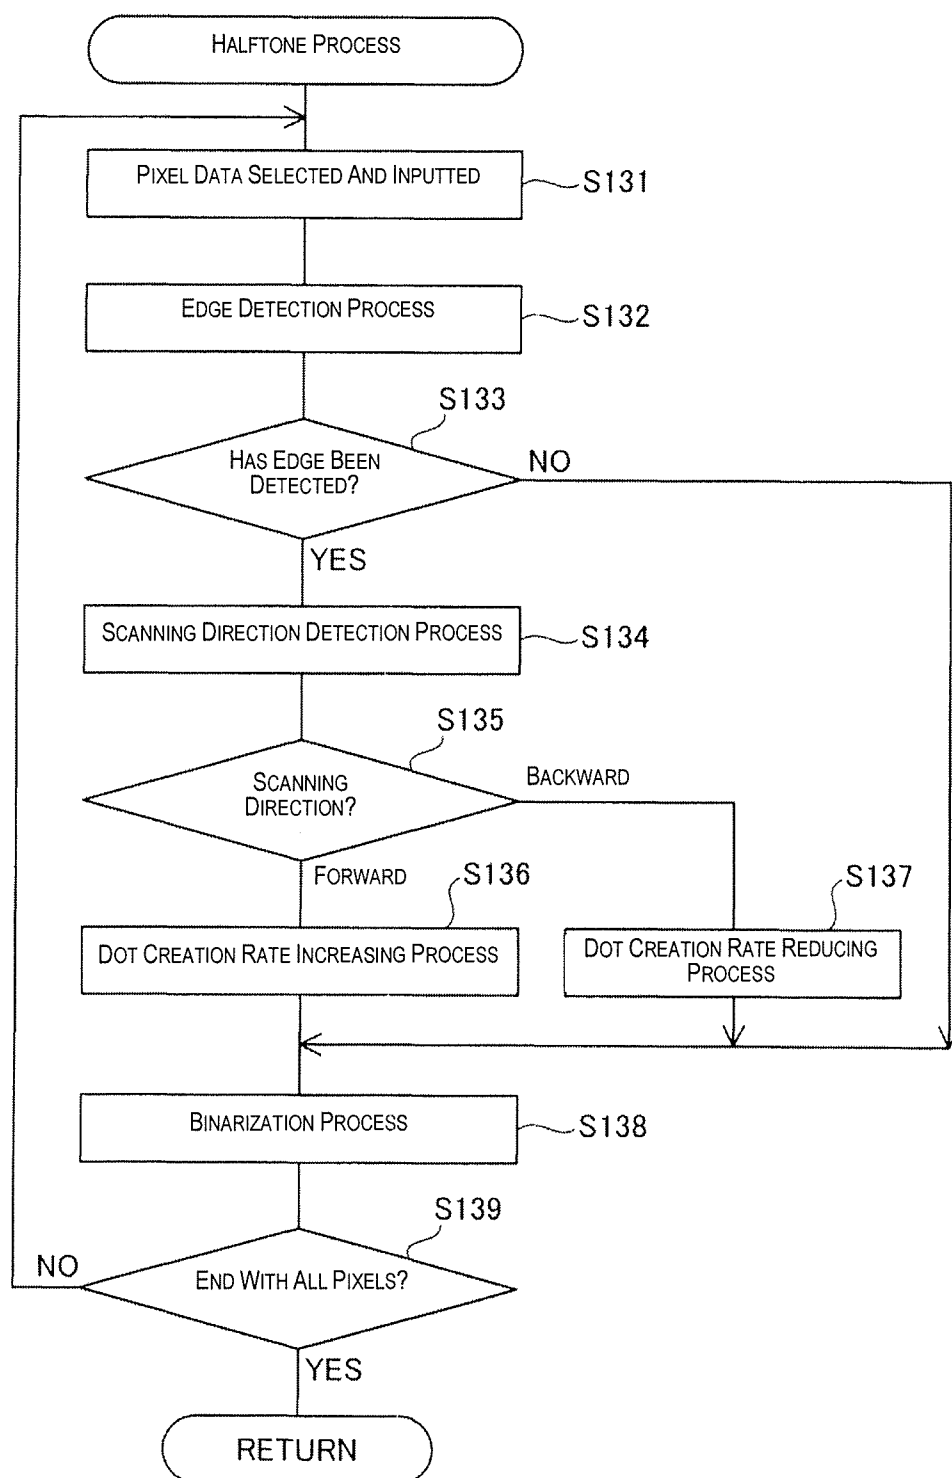 HALFTONE PROCESS
PIXEL DATA SELECTED AND INPUTTED
S131
EDGE DETECTION PROCESS
S132
S133
HAS EDGE BEEN
DETECTED?
NO
YES
SCANNING DIRECTION DETECTION PROCESS
S134
S135
SCANNING
DIRECTION?
BACKWARD
FORWARD
S136
S137
DOT CREATION RATE INCREASING PROCESS
DOT CREATION RATE REDUCING
PROCESS
BINARIZATION PROCESS
S138
S139
NO
END WITH ALL PIXELS?
YES
RETURN